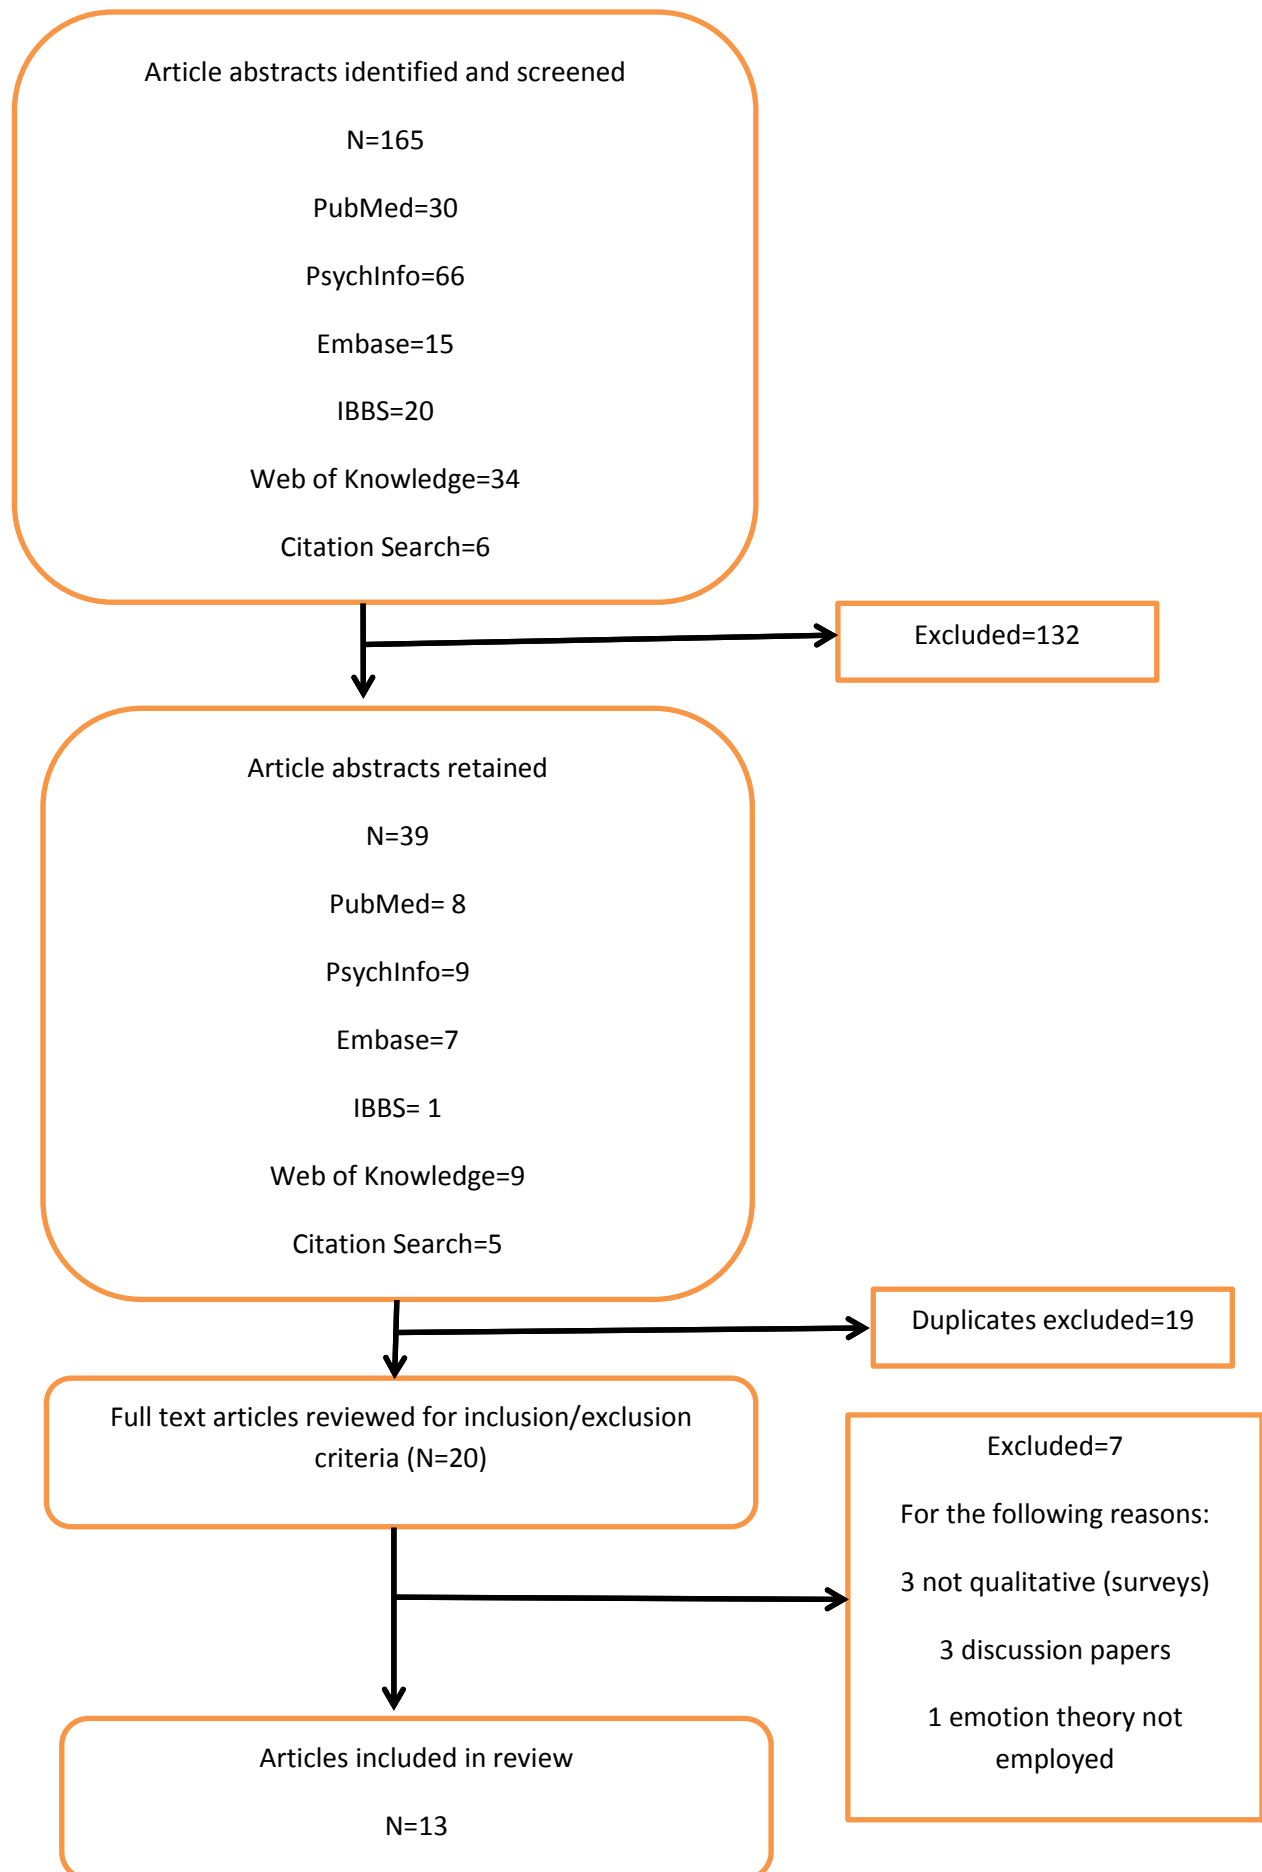 Article abstracts identified and screened
N=165
PubMed=30
PsychInfo=66
Embase=15
IBBS=20
Web of Knowledge=34
Citation Search=6
Excluded=132
Article abstracts retained
N=39
PubMed= 8
PsychInfo=9
Embase=7
IBBS= 1
Web of Knowledge=9
Citation Search=5
Duplicates excluded=19
Full text articles reviewed for inclusion/exclusion
criteria (N=20)
Excluded=7
For the following reasons:
3 not qualitative (surveys)
3 discussion papers
1 emotion theory not
employed
Articles included in review
N=13